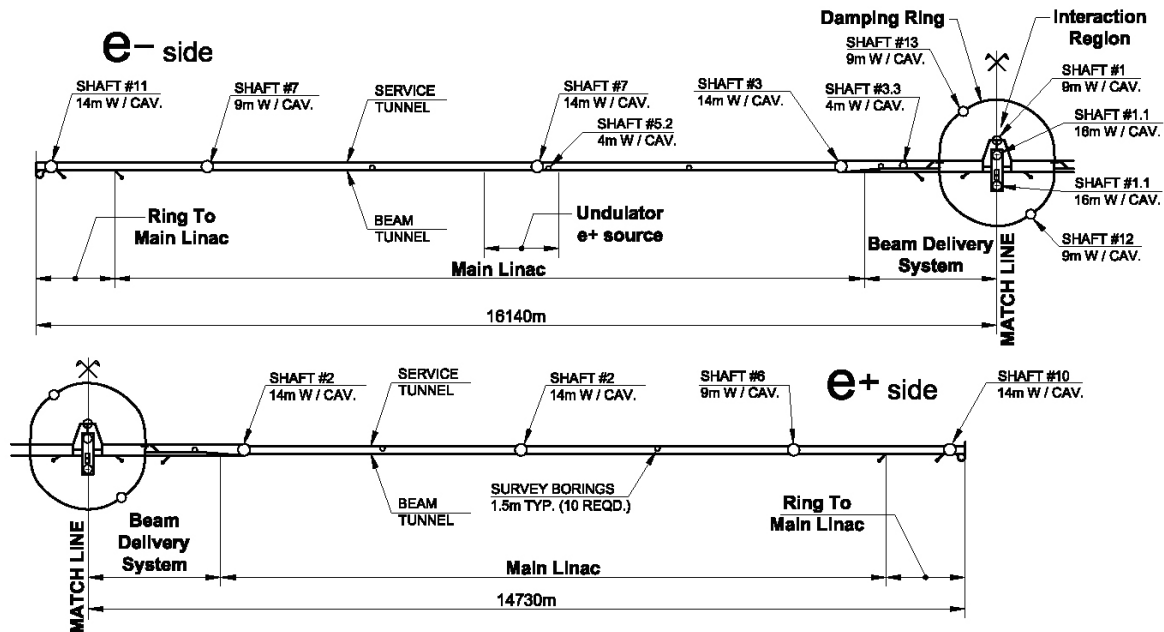 e- side
Damping Ring
Interaction
Region
SHAFT #13
9m W / CAV.
SHAFT #1
9m W / CAV.
SHAFT #11
14m W / CAV.
SHAFT #7
9m W / CAV.
SERVICE
TUNNEL
SHAFT #7
14m W / CAV.
SHAFT #3
14m W / CAV.
SHAFT #3.3
4m W / CAV.
SHAFT #5.2
4m W / CAV.
SHAFT #1.1
16m W / CAV.
SHAFT #1.1
16m W / CAV.
Ring To
Main Linac
BEAM
TUNNEL
Undulator
e+ source
Beam Delivery
System
SHAFT #12
9m W / CAV.
Main Linac
16140m
MATCH LINE
SHAFT #2
14m W / CAV.
SERVICE
TUNNEL
SHAFT #2
14m W / CAV.
SHAFT #6
9m W / CAV.
e+ side
SHAFT #10
14m W / CAV.
BEAM
TUNNEL
SURVEY BORINGS
1.5m TYP. (10 REQD.)
Ring To
Main Linac
Beam
Delivery
System
Main Linac
14730m
MATCH LINE